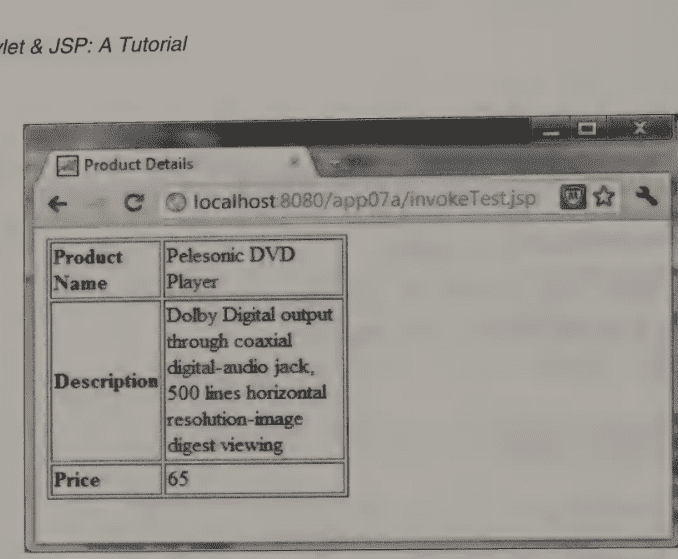 let & JSP: A Tutorial
Product Details
localhost:8080/app07a/invokeTest.jsp
Product Name
Pelesonic DVD Player
Description
Dolby Digital output
through coaxial
digital-audio jack,
500 lines horizontal
resolution-image
digest viewing
Price
65